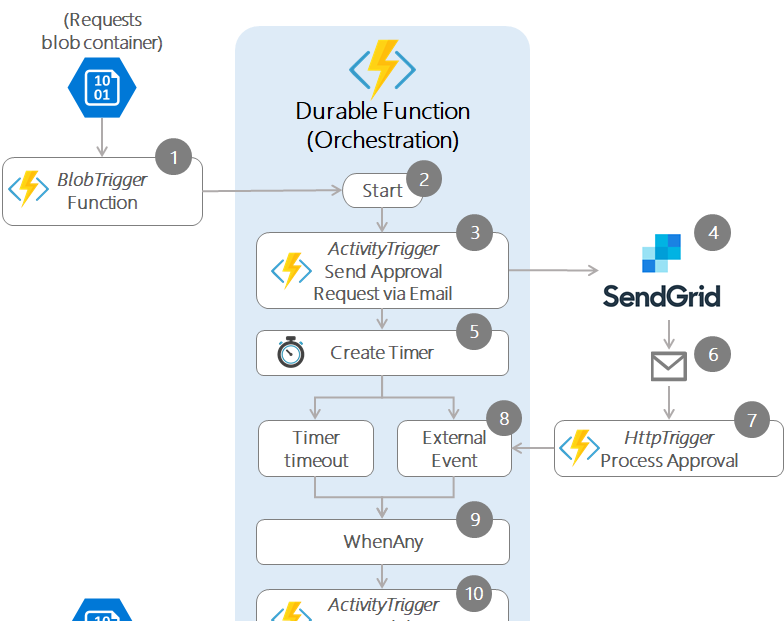 (Requests
blob container)
10
01
Durable Function
(Orchestration)
1
BlobTrigger
Function
2
Start
3
ActivityTrigger
Send Approval
Request via Email
4
SendGrid
5
Create Timer
6
7
HttpTrigger
Process Approval
8
Timer
timeout
External
Event
9
WhenAny
10
ActivityTrigger
10